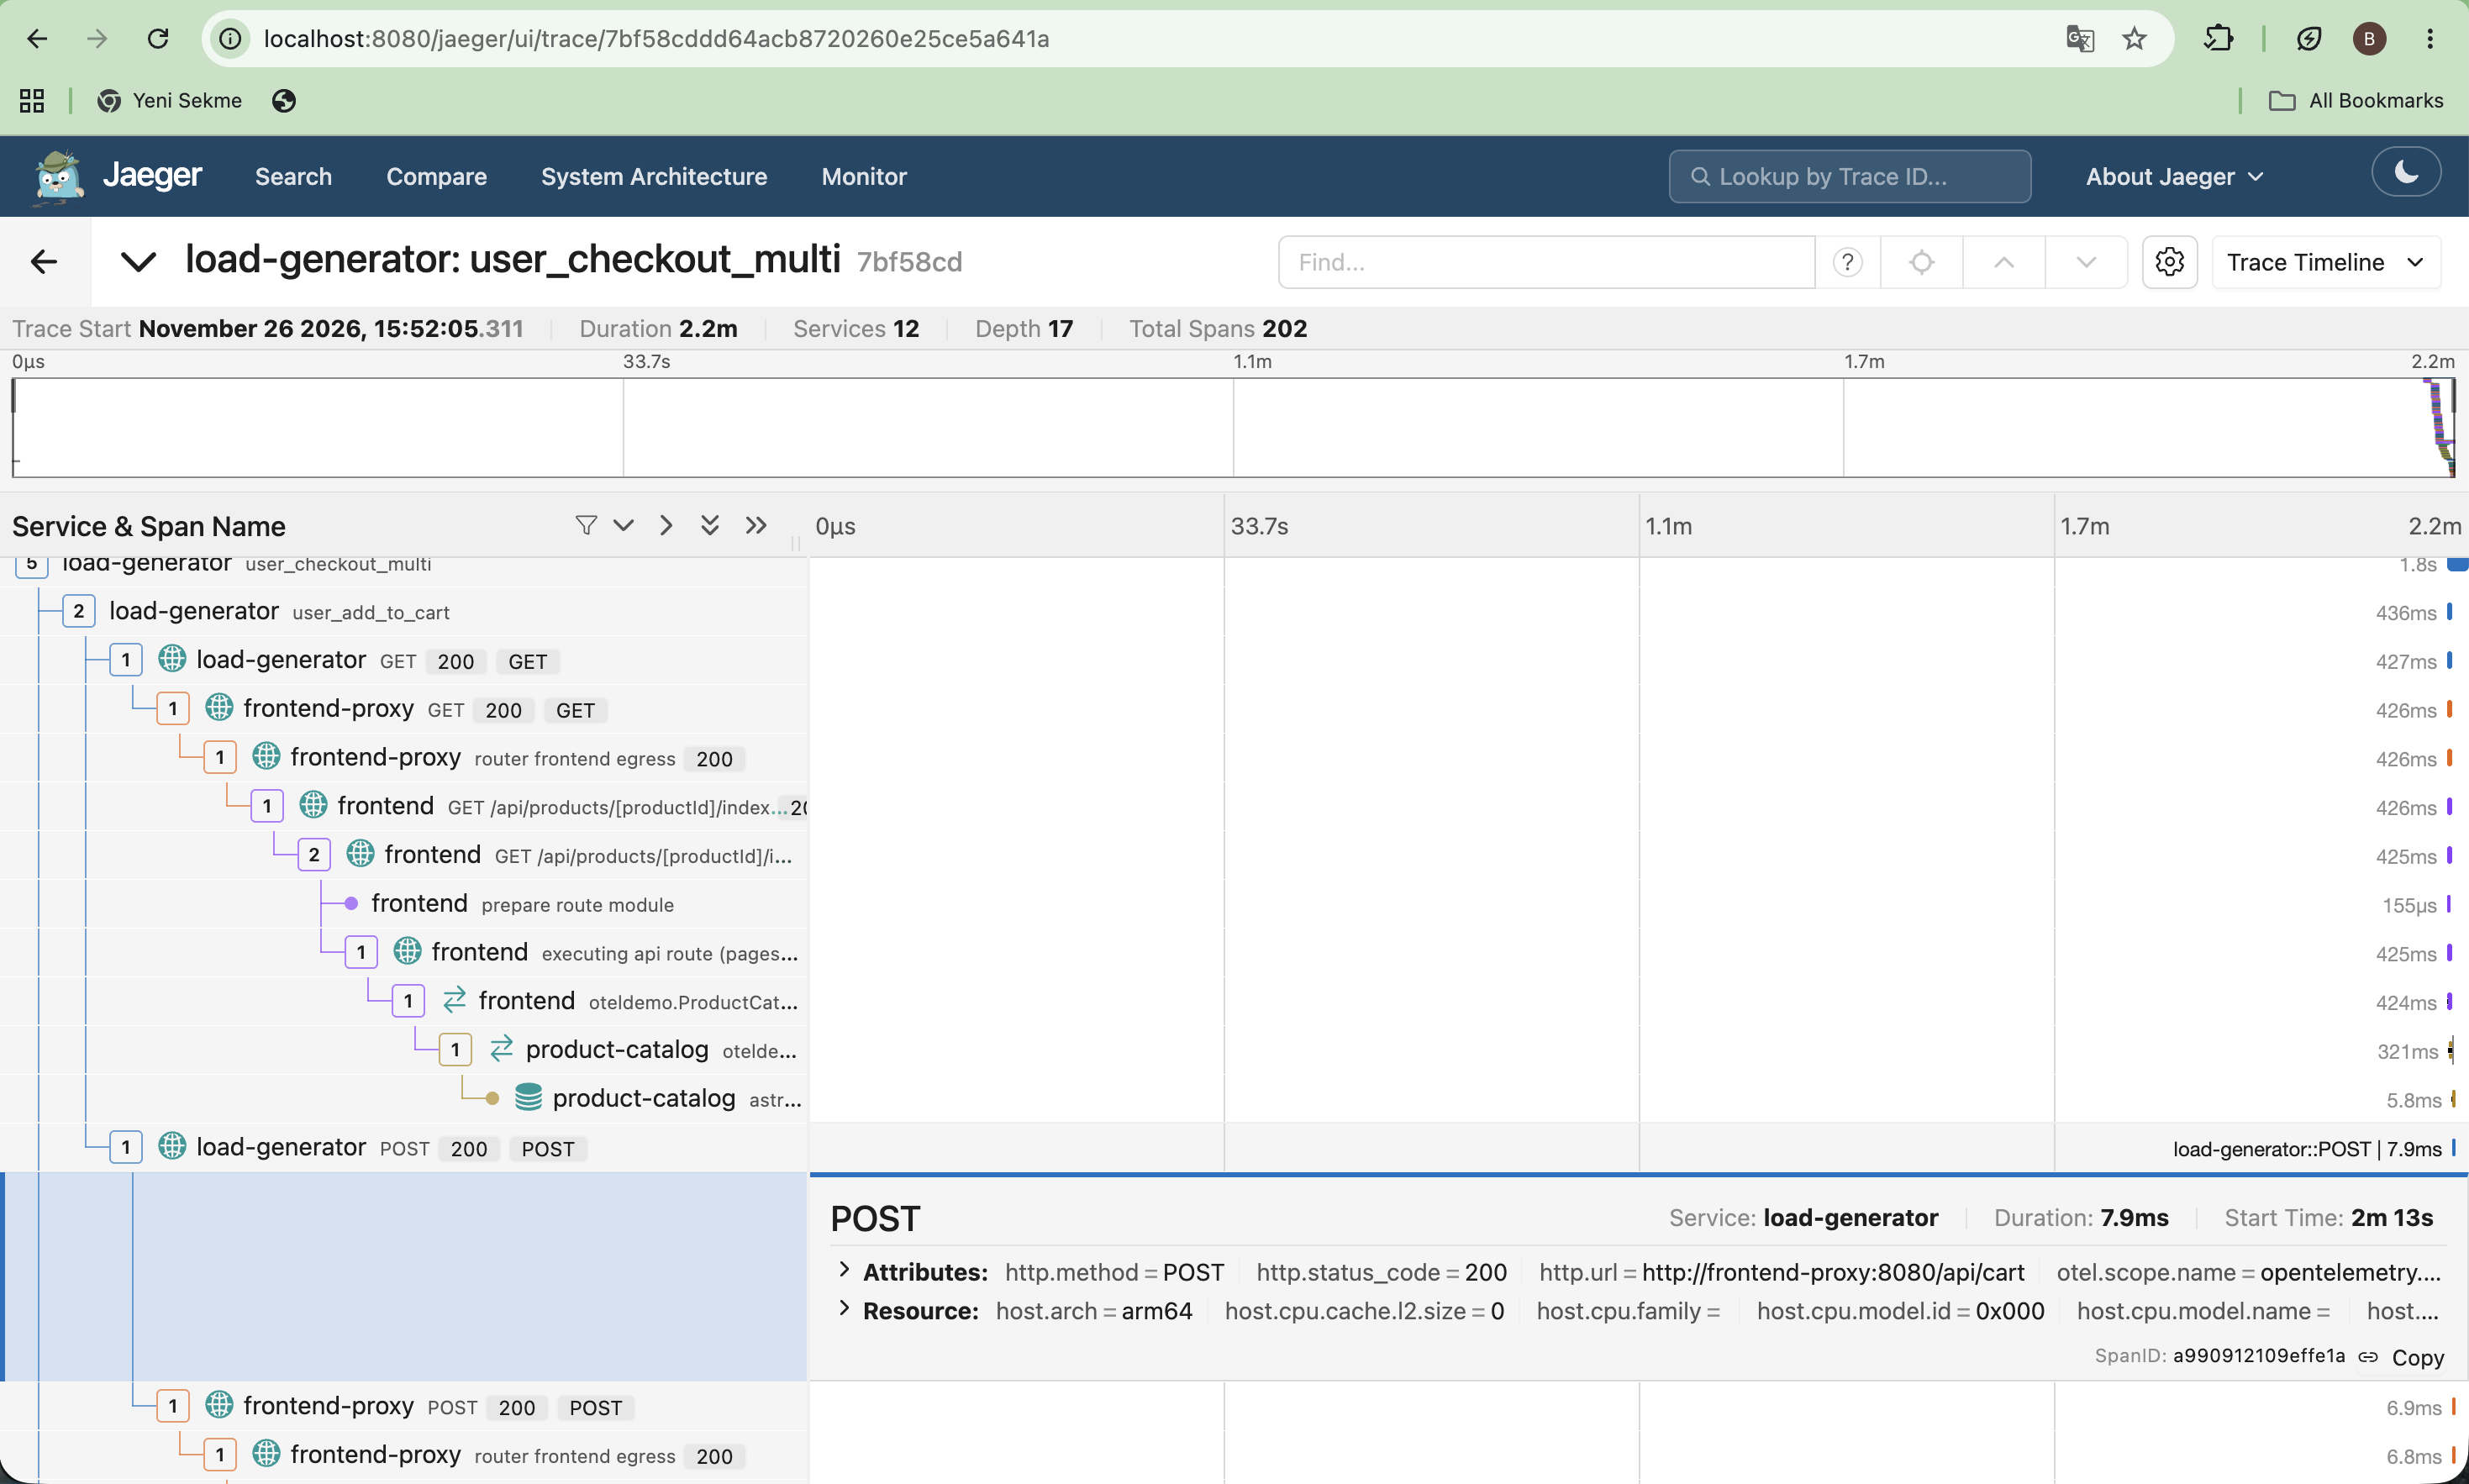 localhost:8080/jaeger/ui/trace/7bf58cddd64acb8720260e25ce5a641a
B
Yeni Sekme
All Bookmarks
Jaeger Search Compare System Architecture Monitor Lookup by Trace ID... About Jaeger
load-generator: user_checkout_multi 7bf58cd Find... ? Trace Timeline
Trace Start November 26 2026, 15:52:05.311 Duration 2.2m Services 12 Depth 17 Total Spans 202
0μs 33.7s 1.1m 1.7m 2.2m
Service & Span Name 0μs 33.7s 1.1m 1.7m 2.2m
5 load-generator user_checkout_multi 1.8s
2 load-generator user_add_to_cart 436ms
1 load-generator GET 200 GET 427ms
1 frontend-proxy GET 200 GET 426ms
1 frontend-proxy router frontend egress 200 426ms
1 frontend GET /api/products/[productId]/index... 20 426ms
2 frontend GET /api/products/[productId]/i... 425ms
frontend prepare route module 155μs
1 frontend executing api route (pages... 425ms
1 frontend oteldemo.ProductCat... 424ms
1 product-catalog otelde... 321ms
product-catalog astr... 5.8ms
1 load-generator POST 200 POST load-generator::POST | 7.9ms
POST Service: load-generator Duration: 7.9ms Start Time: 2m 13s
Attributes: http.method = POST http.status_code = 200 http.url = http://frontend-proxy:8080/api/cart otel.scope.name = opentelemetry....
Resource: host.arch = arm64 host.cpu.cache.l2.size = 0 host.cpu.family = host.cpu.model.id = 0x000 host.cpu.model.name = host....
SpanID: a990912109effe1a Copy
1 frontend-proxy POST 200 POST 6.9ms
1 frontend-proxy router frontend egress 200 6.8ms